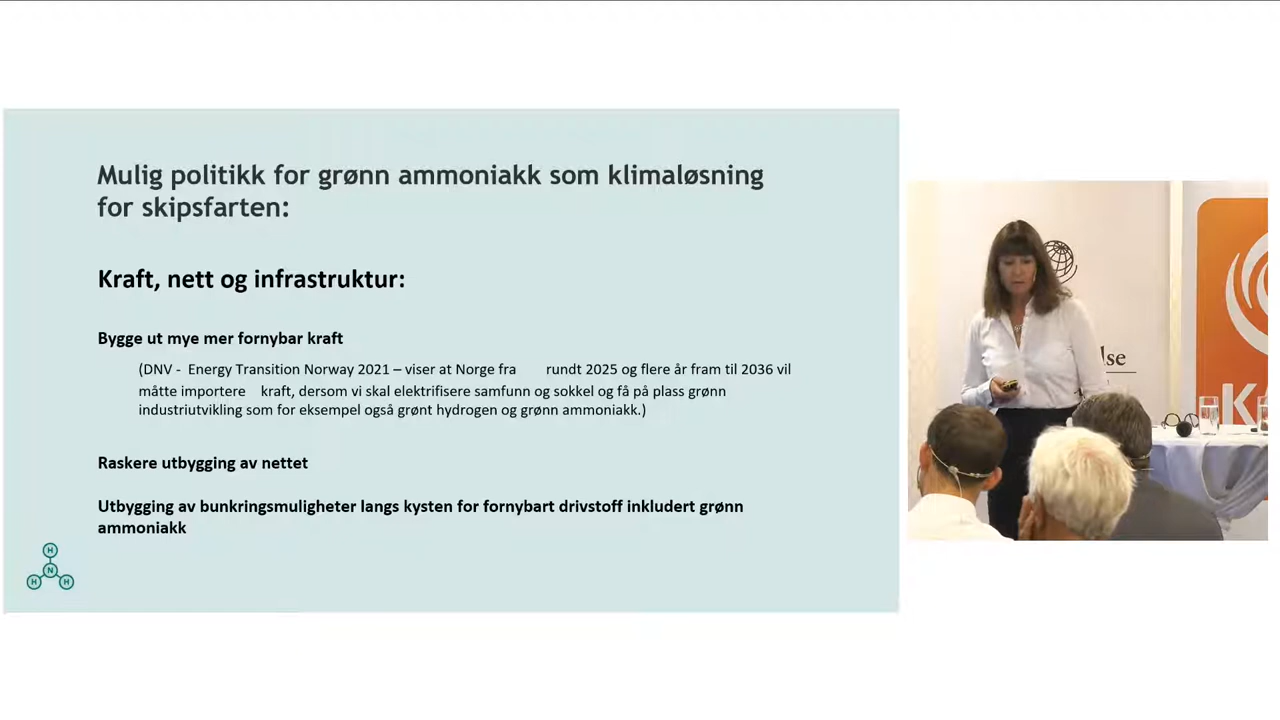 Mulig politikk for grønn ammoniakk som klimaløsning
for skipsfarten:
Kraft, nett og infrastruktur:
Bygge ut mye mer fornybar kraft
(DNV - Energy Transition Norway 2021 – viser at Norge fra rundt 2025 og flere år fram til 2036 vil
måtte importere kraft, dersom vi skal elektrifisere samfunn og sokkel og få på plass grønn
industriutvikling som for eksempel også grønt hydrogen og grønn ammoniakk.)
Raskere utbygging av nettet
Utbygging av bunkringsmuligheter langs kysten for fornybart drivstoff inkludert grønn
ammoniakk
H
N
H
H